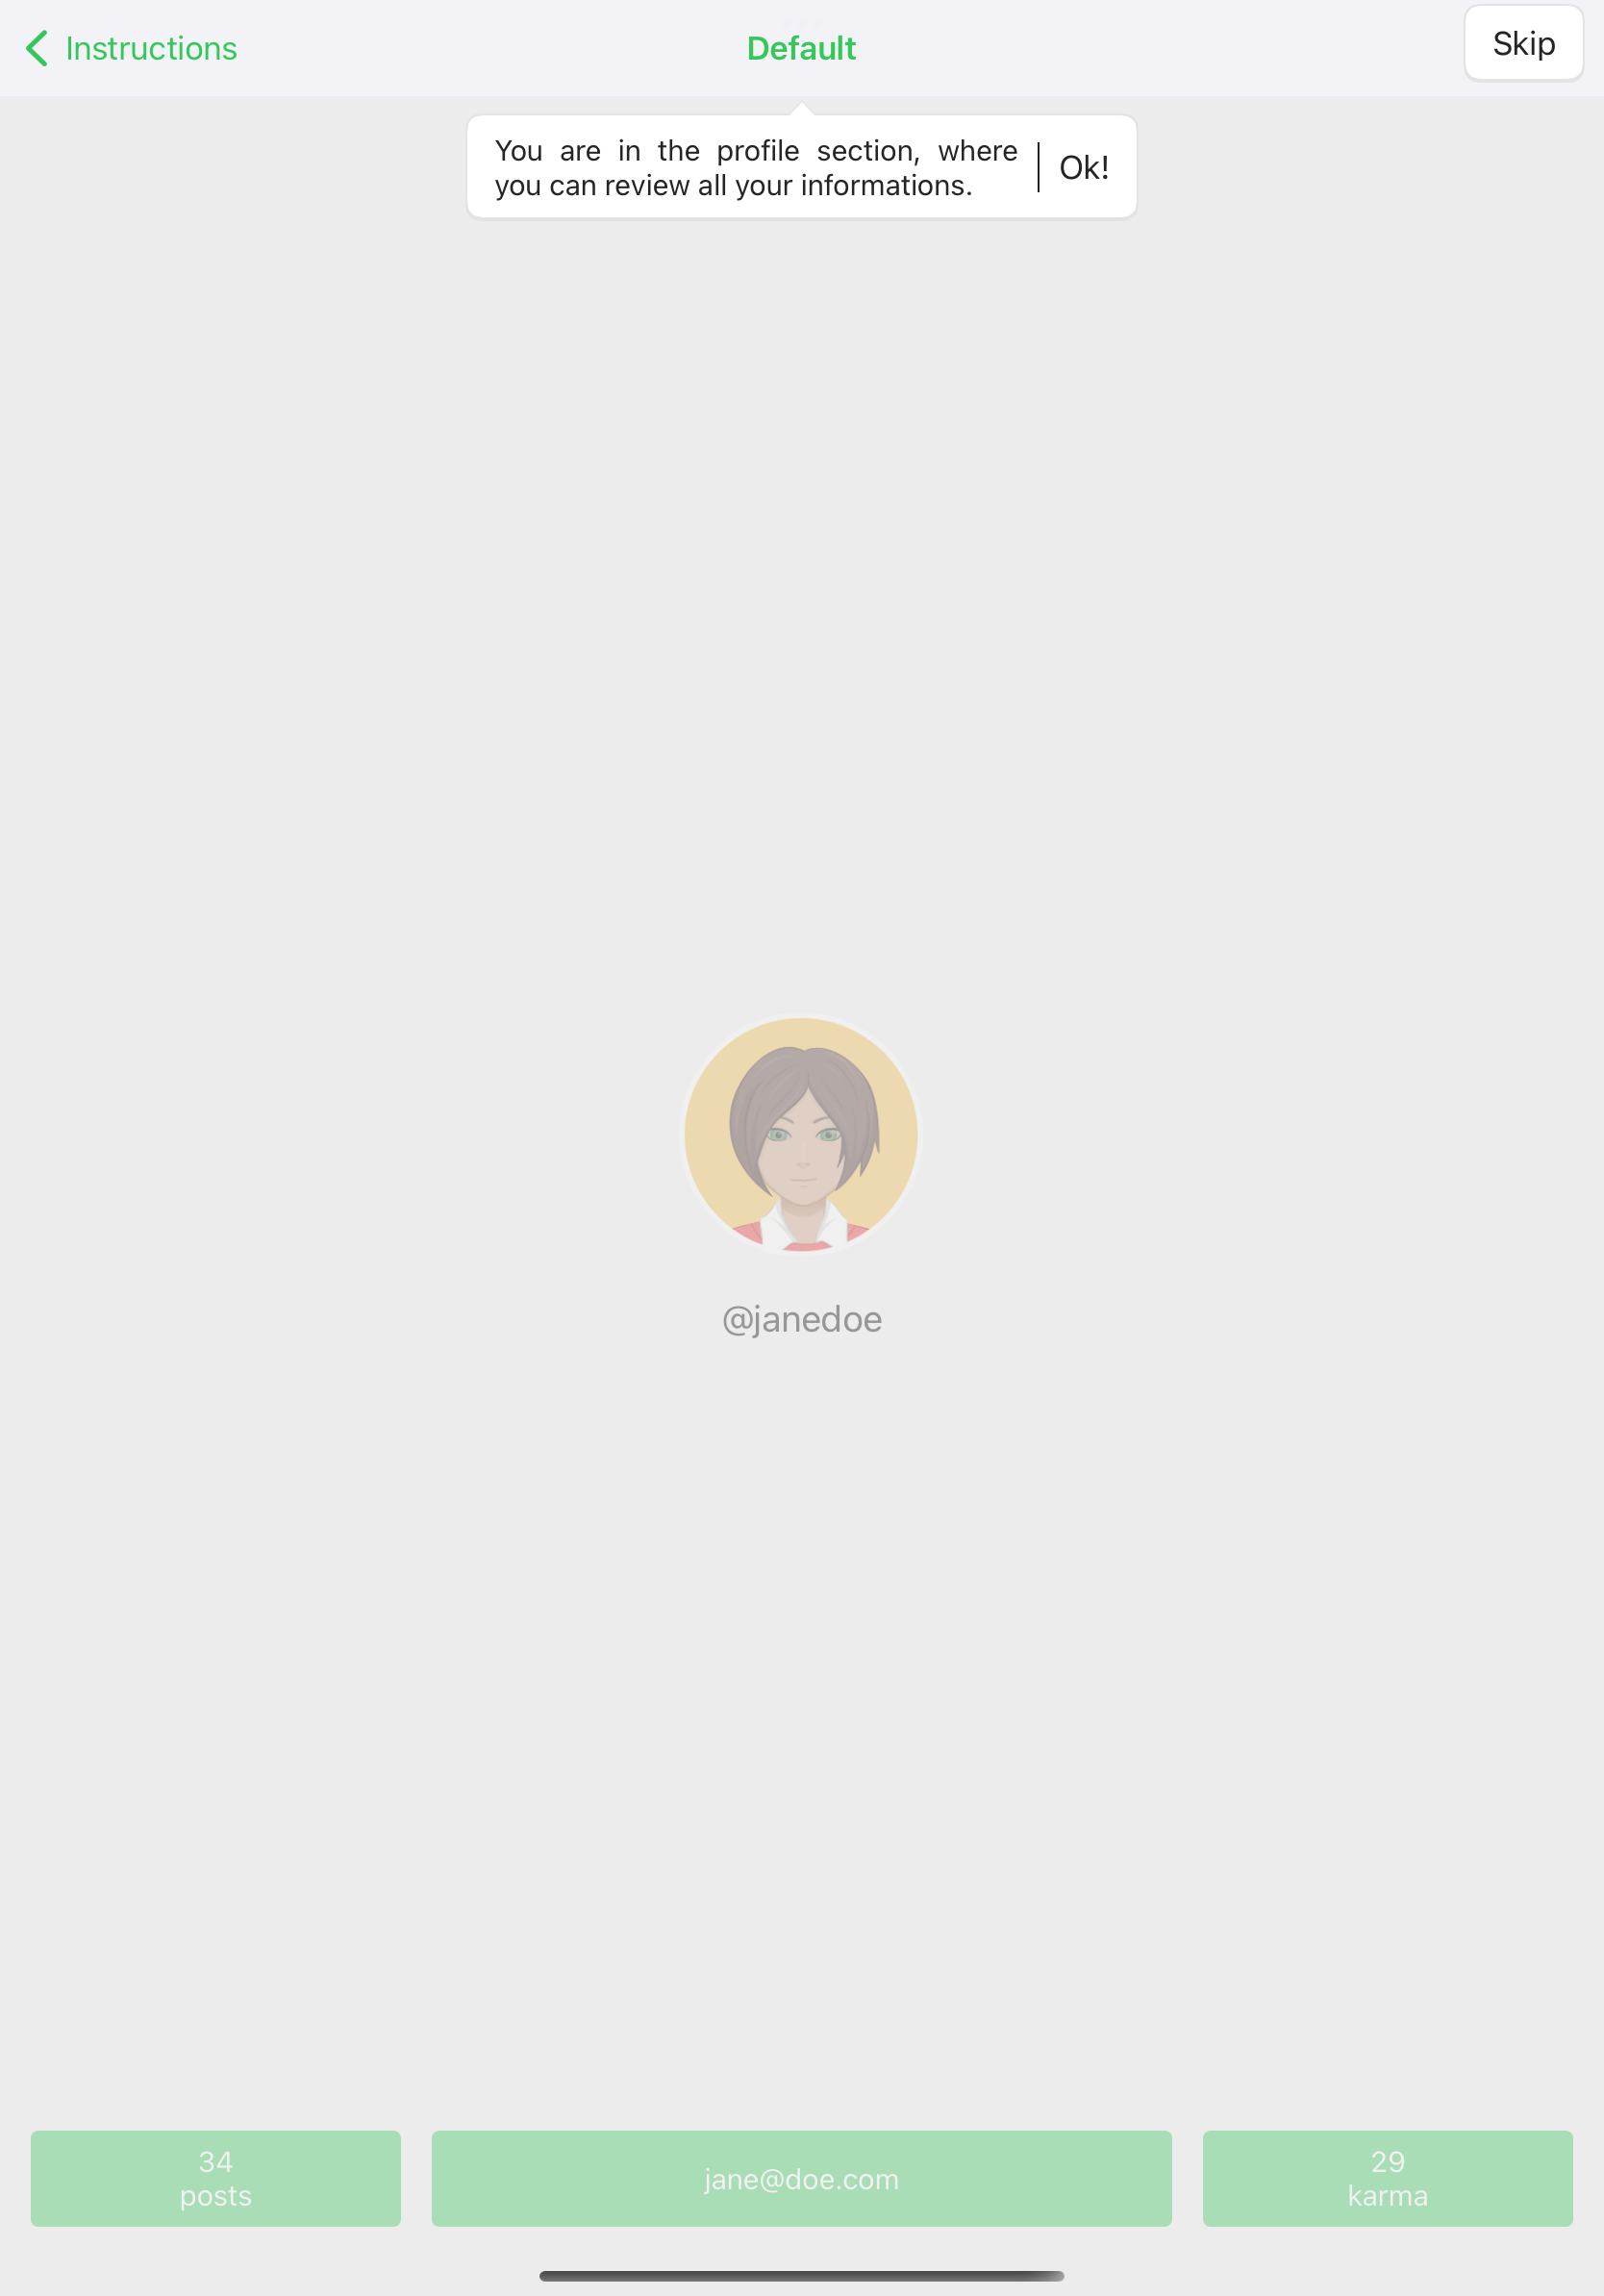 Instructions
Default
Skip
You are in the profile section, where
you can review all your informations.
Ok!
@janedoe
34
posts
jane@doe.com
29
karma